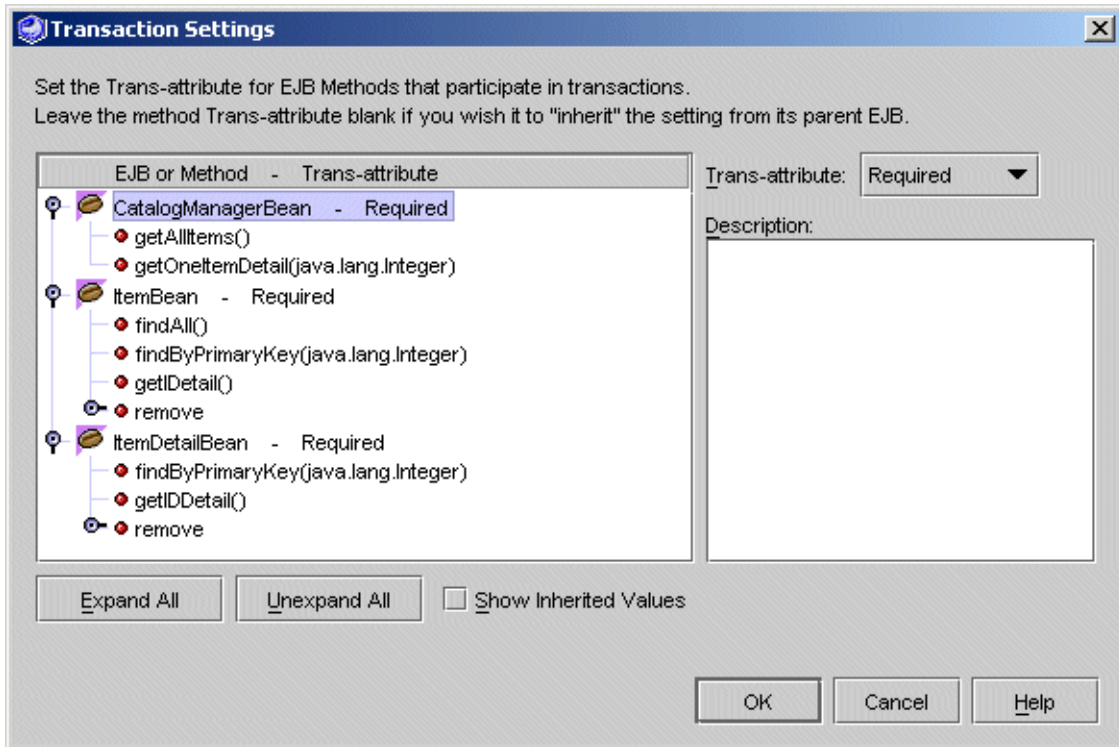 Transaction Settings
Set the Trans-attribute for EJB Methods that participate in transactions.
Leave the method Trans-attribute blank if you wish it to "inherit" the setting from its parent EJB.
EJB or Method - Trans-attribute
CatalogManagerBean - Required
getAllItems()
getOneItemDetail(java.lang.Integer)
ItemBean - Required
findAll()
findByPrimaryKey(java.lang.Integer)
getIDetail()
remove
ItemDetailBean - Required
findByPrimaryKey(java.lang.Integer)
getIDDetail()
remove
Trans-attribute: Required
Description:
Expand All Unexpand All Show Inherited Values
OK Cancel Help